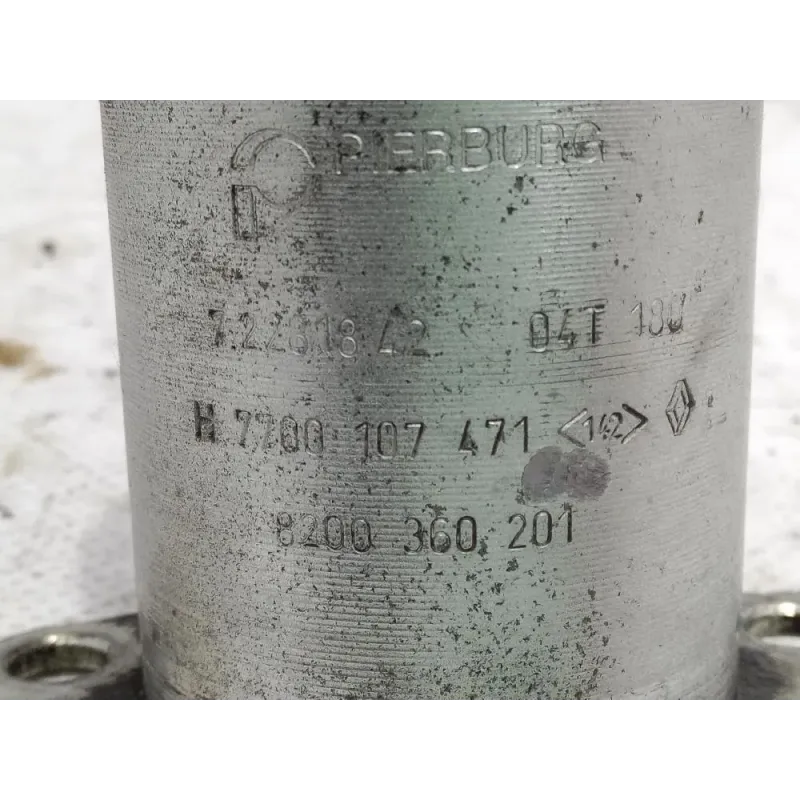 PIERBURG
7.22818.42 04T 180
H 7700 107 471 <142>
8200 360 201